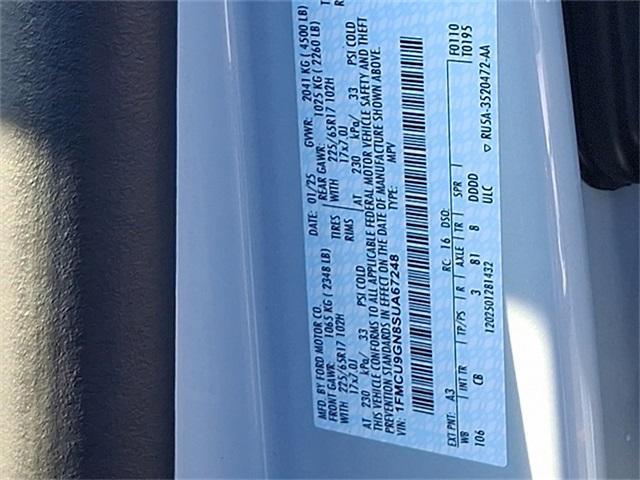 MFD. BY FORD MOTOR CO. DATE: 01/25 GVWR: 2041 KG ( 4500 LB)
FRONT GAWR: 1065 KG ( 2348 LB) REAR GAWR: 1025 KG ( 2260 LB)
WITH 225/65R17 102H TIRES WITH 225/65R17 102H
17x7.0J RIMS 17x7.0J
AT 230 kPa/ 33 PSI COLD AT 230 kPa/ 33 PSI COLD
THIS VEHICLE CONFORMS TO ALL APPLICABLE FEDERAL MOTOR VEHICLE SAFETY AND THEFT
PREVENTION STANDARDS IN EFFECT ON THE DATE OF MANUFACTURE SHOWN ABOVE.
VIN: 1FMCU9GN8SUA67248 TYPE: MPV
F0110
T0195
EXT PNT: A3 RC: 16 DSO:
WB INT TR TP/PS R AXLE TR SPR
106 CB 3 B1 8 DDDD
ULC
12025012B1432
▽ RU5A-3520472-AA